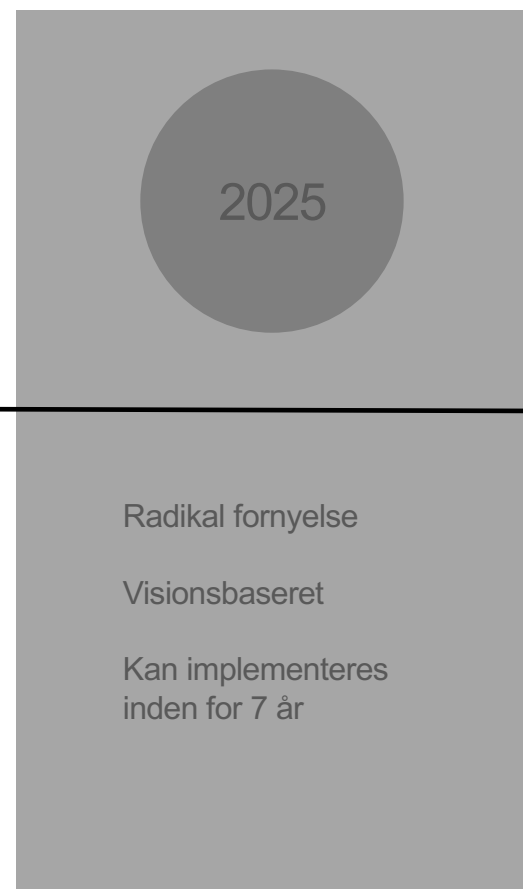 2025
Radikal fornyelse
Visionsbaseret
Kan implementeres
inden for 7 år